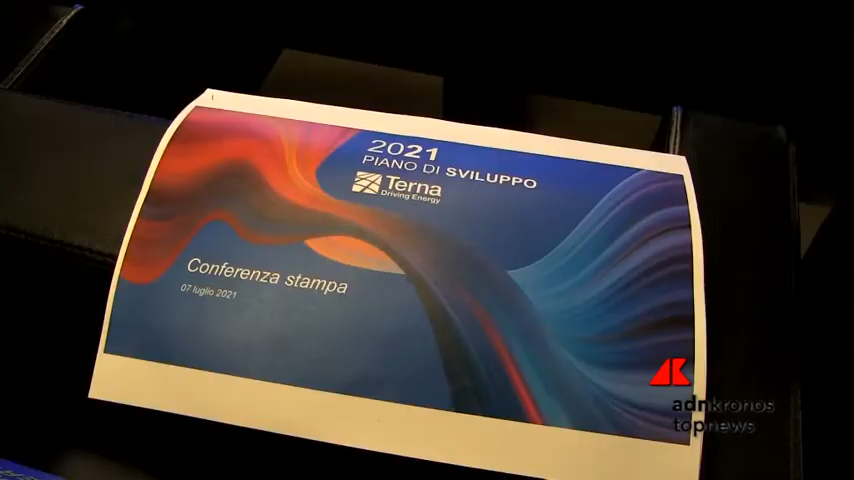 2021
PIANO DI SVILUPPO
Terna
Driving Energy
Conferenza stampa
07 luglio 2021
adnkronos
topnews